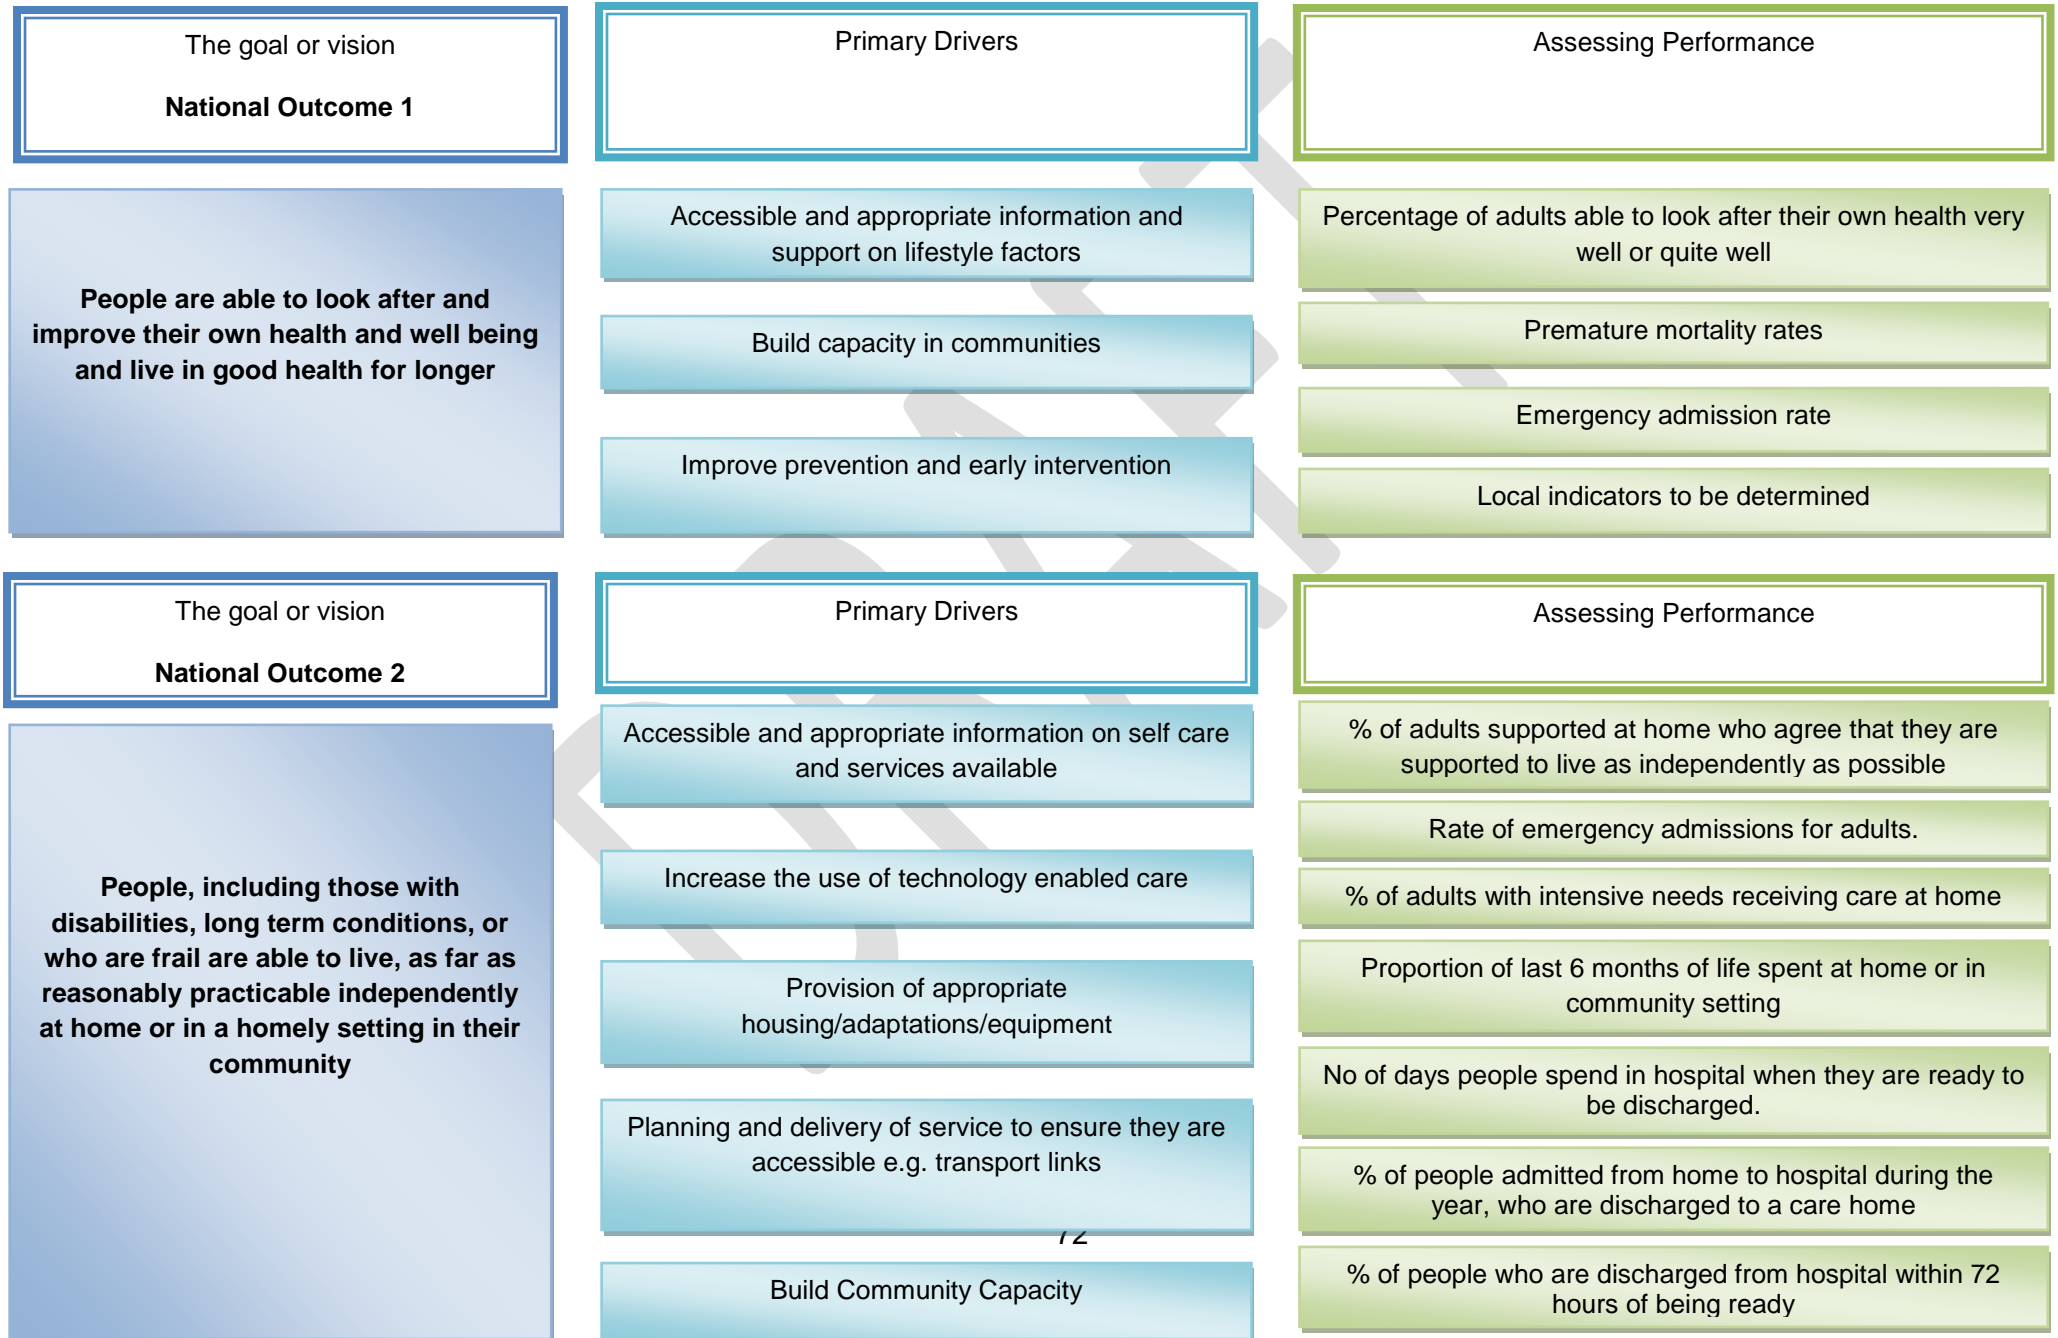 The goal or vision
National Outcome 1
Primary Drivers
Assessing Performance
People are able to look after and
improve their own health and well being
and live in good health for longer
Accessible and appropriate information and
support on lifestyle factors
Build capacity in communities
Improve prevention and early intervention
Percentage of adults able to look after their own health very
well or quite well
Premature mortality rates
Emergency admission rate
Local indicators to be determined
The goal or vision
National Outcome 2
Primary Drivers
Assessing Performance
People, including those with
disabilities, long term conditions, or
who are frail are able to live, as far as
reasonably practicable independently
at home or in a homely setting in their
community
Accessible and appropriate information on self care
and services available
Increase the use of technology enabled care
Provision of appropriate
housing/adaptations/equipment
Planning and delivery of service to ensure they are
accessible e.g. transport links
72
Build Community Capacity
% of adults supported at home who agree that they are
supported to live as independently as possible
Rate of emergency admissions for adults.
% of adults with intensive needs receiving care at home
Proportion of last 6 months of life spent at home or in
community setting
No of days people spend in hospital when they are ready to
be discharged.
% of people admitted from home to hospital during the
year, who are discharged to a care home
% of people who are discharged from hospital within 72
hours of being ready
DRAFT